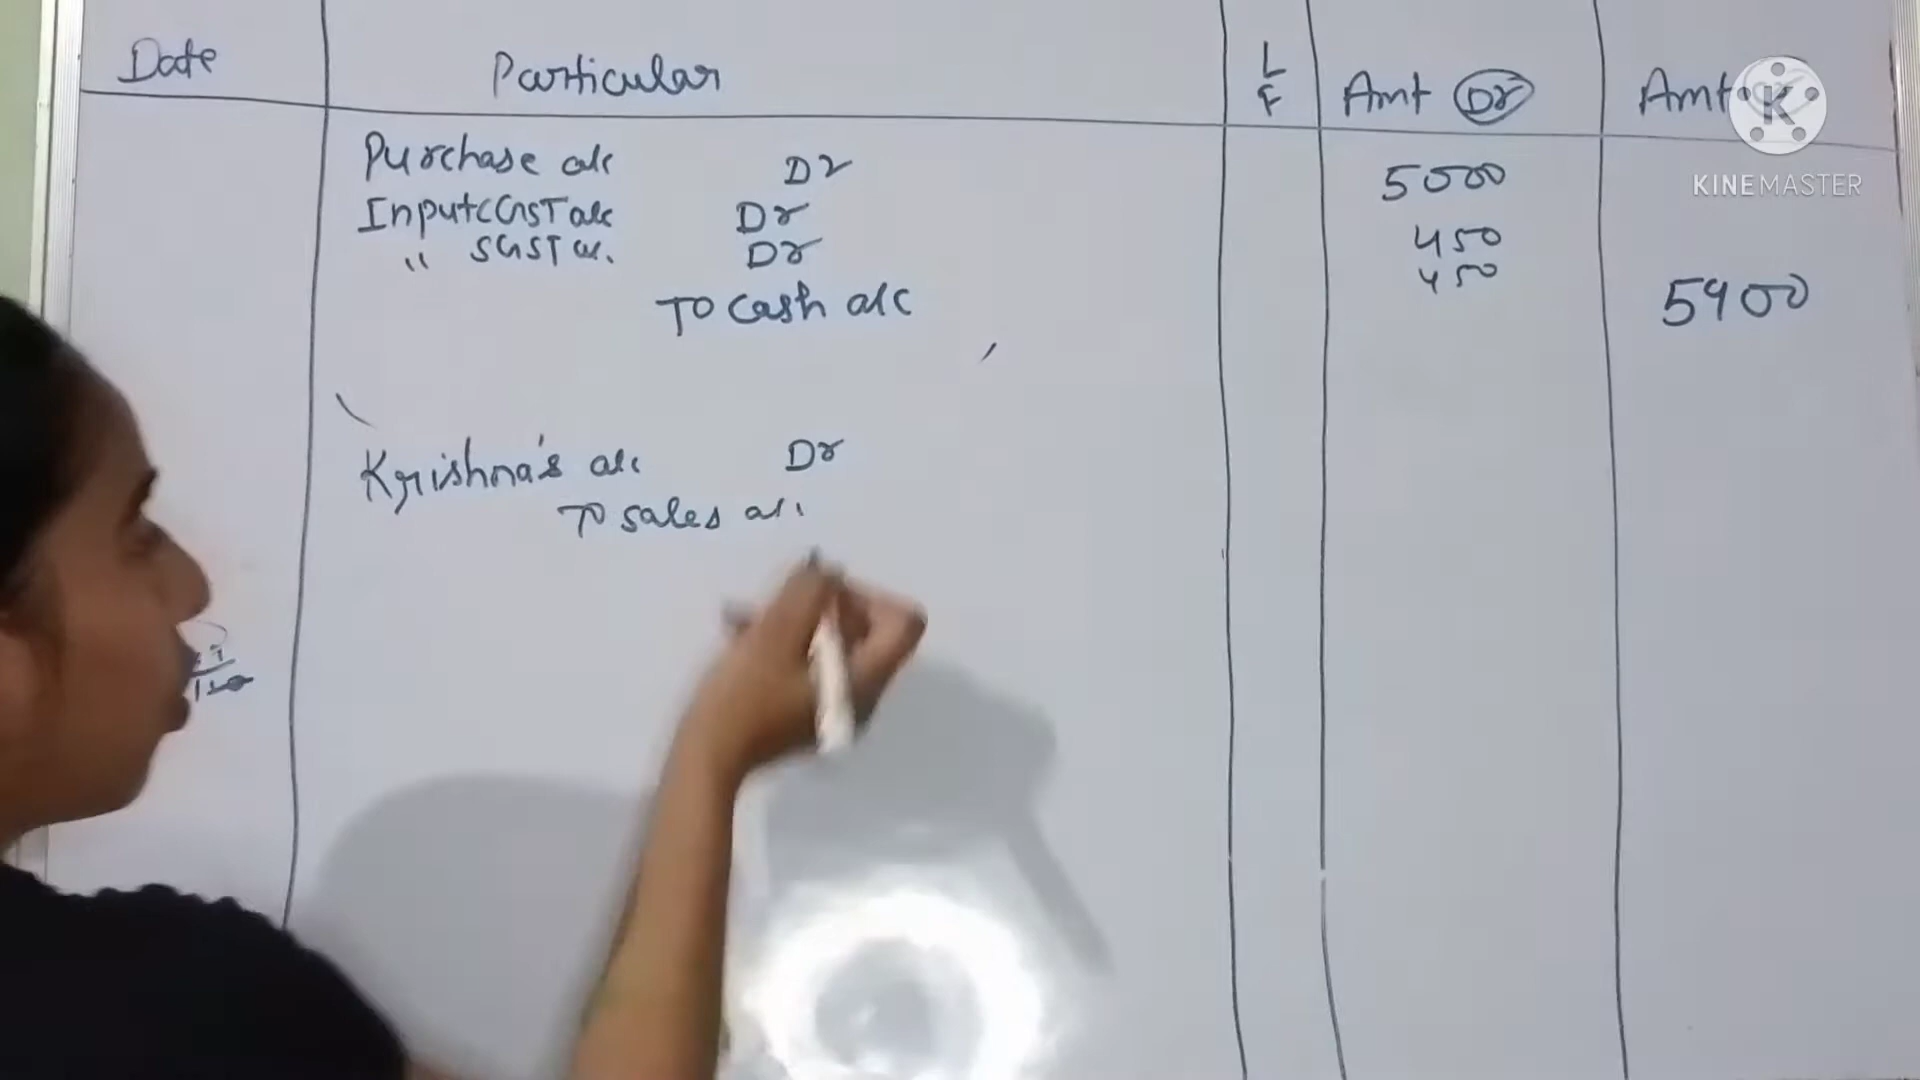 Date Particular LF Amt Dr Amt
K
KINEMASTER
Purchase a/c Dr 5000
Input CGST a/c Dr 450
" SGST a/c. Dr 450
To Cash a/c 5900
Krishna's a/c Dr
To sales a/c